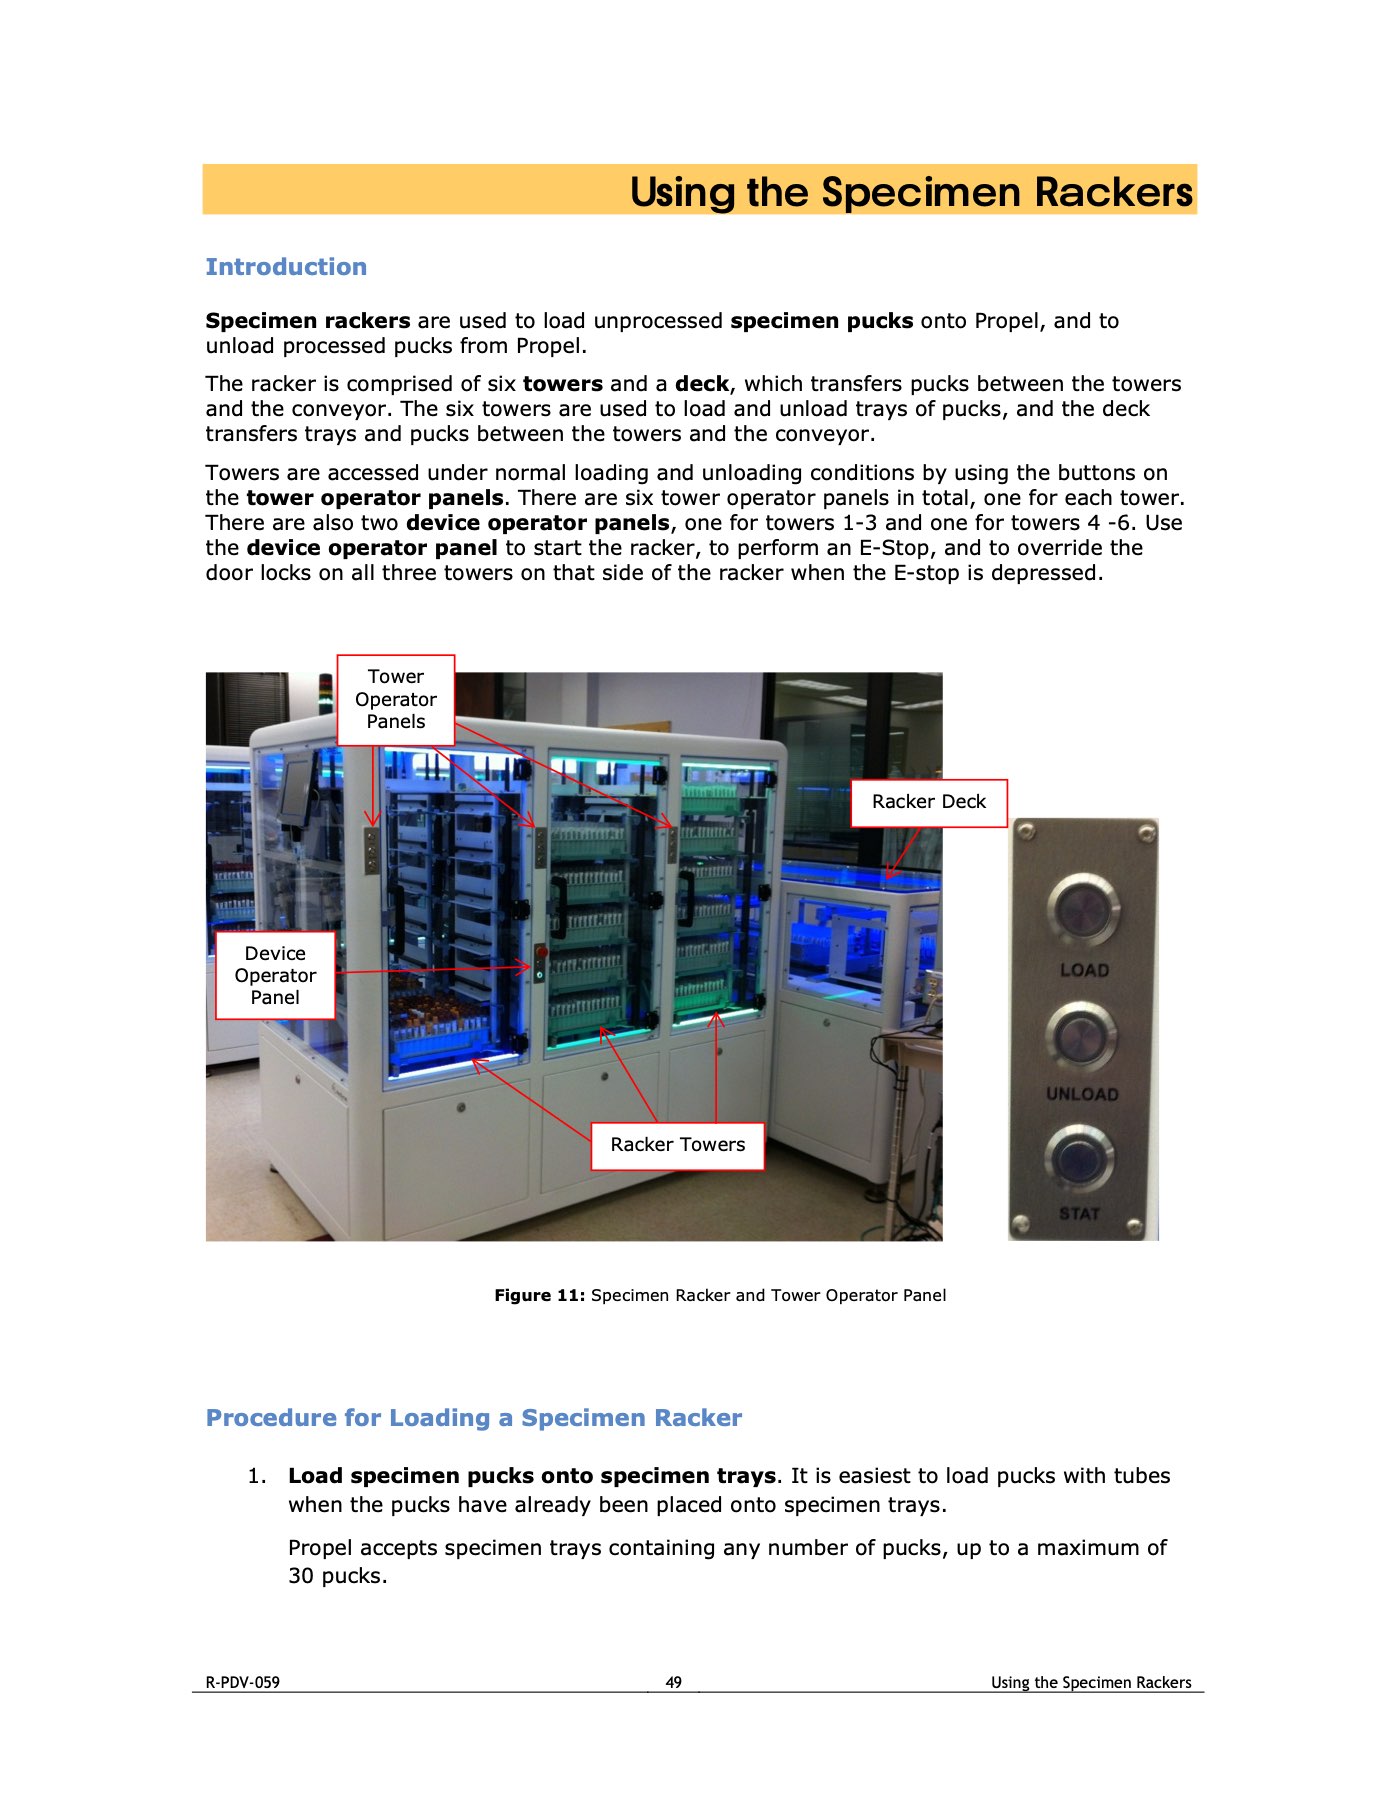 Using the Specimen Rackers
Introduction
Specimen rackers are used to load unprocessed specimen pucks onto Propel, and to
unload processed pucks from Propel.
The racker is comprised of six towers and a deck, which transfers pucks between the towers
and the conveyor. The six towers are used to load and unload trays of pucks, and the deck
transfers trays and pucks between the towers and the conveyor.
Towers are accessed under normal loading and unloading conditions by using the buttons on
the tower operator panels. There are six tower operator panels in total, one for each tower.
There are also two device operator panels, one for towers 1-3 and one for towers 4 -6. Use
the device operator panel to start the racker, to perform an E-Stop, and to override the
door locks on all three towers on that side of the racker when the E-stop is depressed.
Tower
Operator
Panels
Racker Deck
Device
Operator
Panel
Racker Towers
LOAD
UNLOAD
STAT
Figure 11: Specimen Racker and Tower Operator Panel
Procedure for Loading a Specimen Racker
1. Load specimen pucks onto specimen trays. It is easiest to load pucks with tubes
when the pucks have already been placed onto specimen trays.
Propel accepts specimen trays containing any number of pucks, up to a maximum of
30 pucks.
R-PDV-059 49 Using the Specimen Rackers